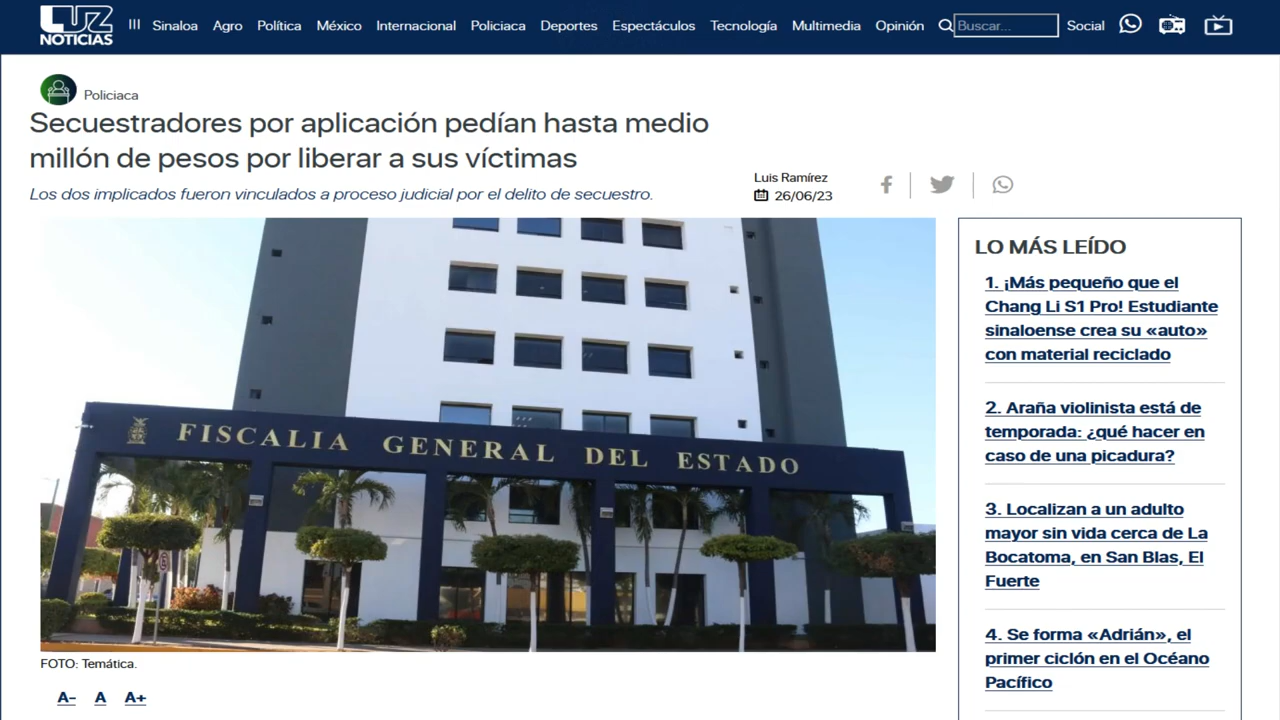 LUZ
NOTICIAS
Sinaloa Agro Política México Internacional Policiaca Deportes Espectáculos Tecnología Multimedia Opinión Buscar... Social
Policiaca
Secuestradores por aplicación pedían hasta medio
millón de pesos por liberar a sus víctimas
Los dos implicados fueron vinculados a proceso judicial por el delito de secuestro.
Luis Ramírez
26/06/23
FISCALIA GENERAL DEL ESTADO
FOTO: Temática.
A- A A+
LO MÁS LEÍDO
1. ¡Más pequeño que el
Chang Li S1 Pro! Estudiante
sinaloense crea su «auto»
con material reciclado
2. Araña violinista está de
temporada: ¿qué hacer en
caso de una picadura?
3. Localizan a un adulto
mayor sin vida cerca de La
Bocatoma, en San Blas, El
Fuerte
4. Se forma «Adrián», el
primer ciclón en el Océano
Pacífico